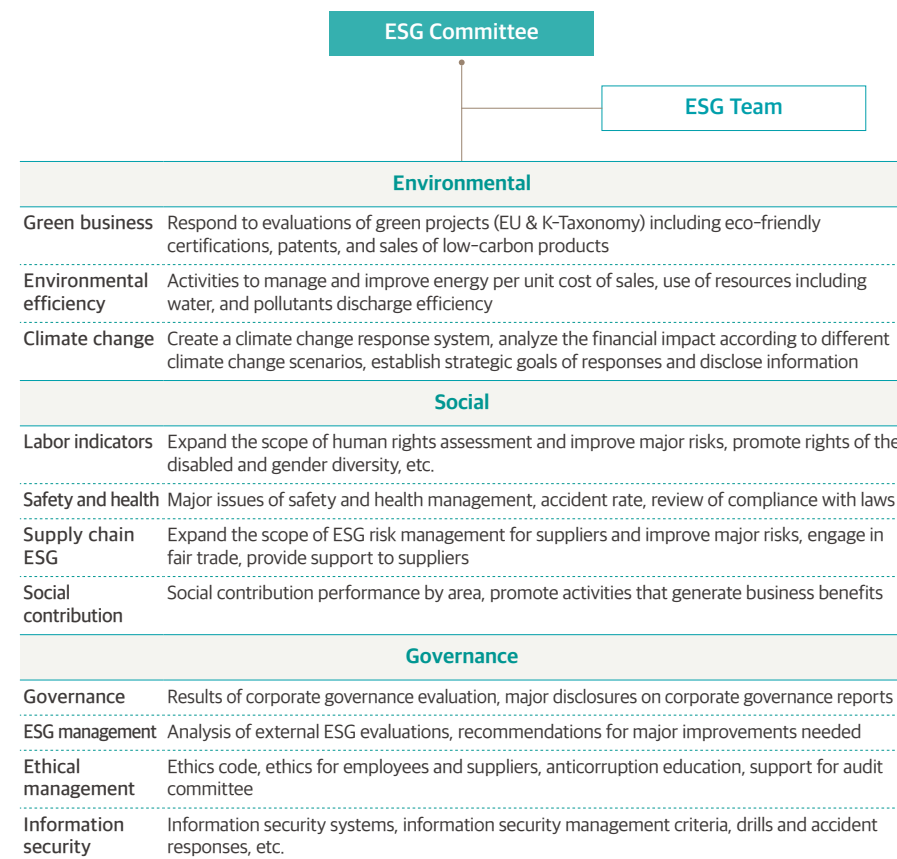 ESG Committee
ESG Team
Environmental
Green business Respond to evaluations of green projects (EU & K-Taxonomy) including eco-friendly
certifications, patents, and sales of low-carbon products
Environmental efficiency Activities to manage and improve energy per unit cost of sales, use of resources including
water, and pollutants discharge efficiency
Climate change Create a climate change response system, analyze the financial impact according to different
climate change scenarios, establish strategic goals of responses and disclose information
Social
Labor indicators Expand the scope of human rights assessment and improve major risks, promote rights of the
disabled and gender diversity, etc.
Safety and health Major issues of safety and health management, accident rate, review of compliance with laws
Supply chain ESG Expand the scope of ESG risk management for suppliers and improve major risks, engage in
fair trade, provide support to suppliers
Social contribution Social contribution performance by area, promote activities that generate business benefits
Governance
Governance Results of corporate governance evaluation, major disclosures on corporate governance reports
ESG management Analysis of external ESG evaluations, recommendations for major improvements needed
Ethical management Ethics code, ethics for employees and suppliers, anticorruption education, support for audit
committee
Information security Information security systems, information security management criteria, drills and accident
responses, etc.